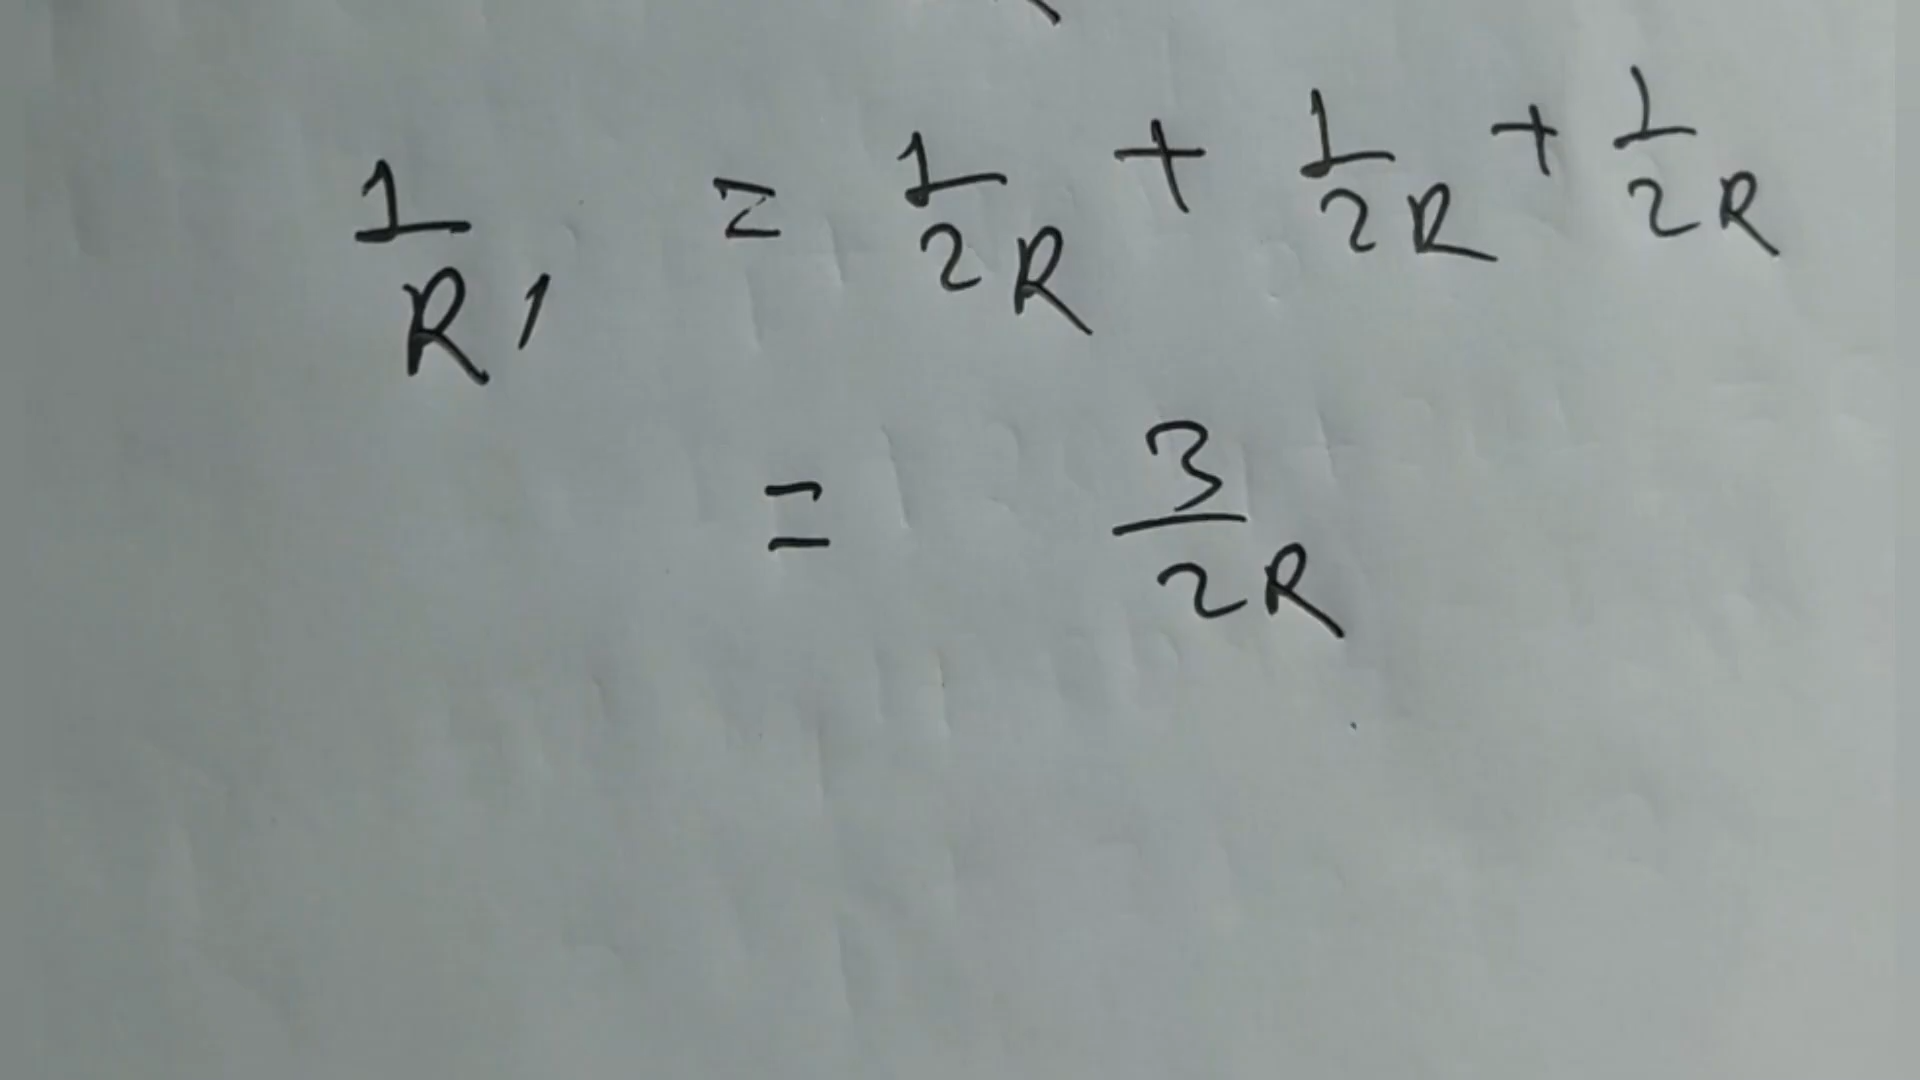 1/R₁ = 1/2R + 1/2R + 1/2R
= 3/2R